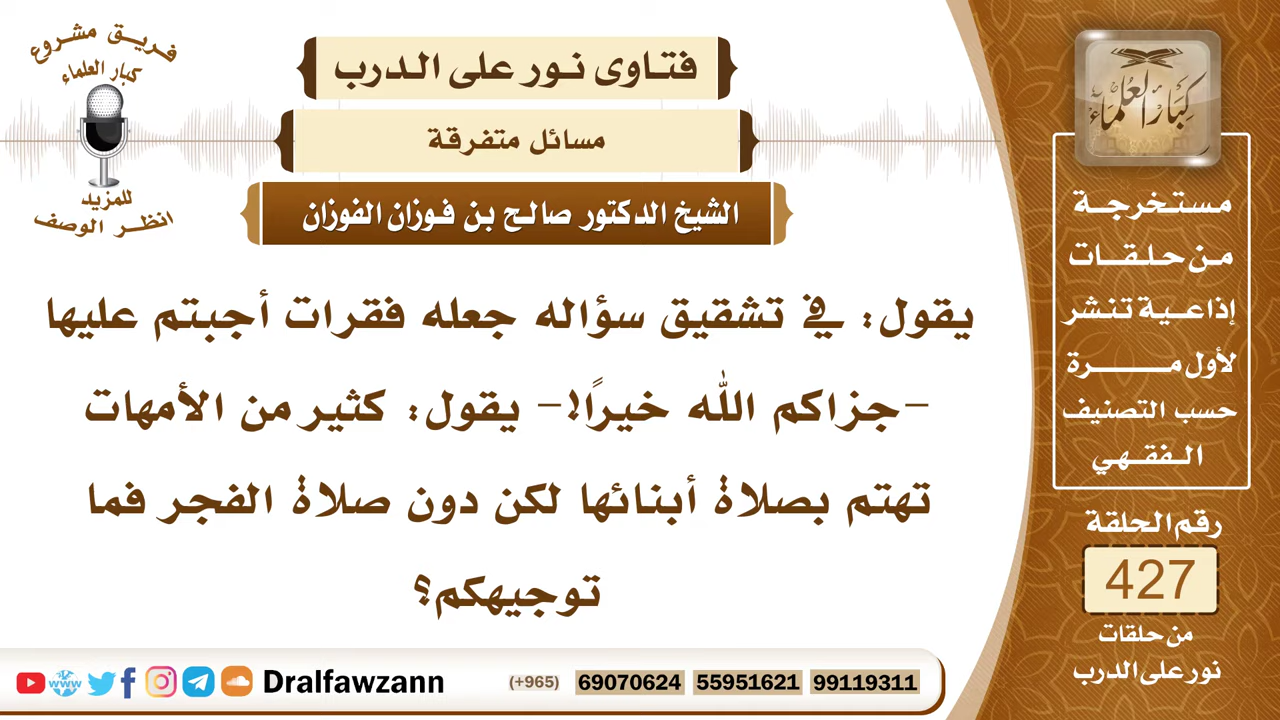 فريق مشروع
كبار العلماء
للمزيد
انظر الوصف
فتاوى نور على الدرب
مسائل متفرقة
الشيخ الدكتور صالح بن فوزان الفوزان
يقول: في تشقيق سؤاله جعله فقرات أجبتم عليها
-جزاكم الله خيرًا!- يقول: كثير من الأمهات
تهتم بصلاة أبنائها لكن دون صلاة الفجر فما
توجيهكم؟
كبار العلماء
مستخرجة
من حلقات
إذاعية تنشر
لأول مرة
حسب التصنيف
الفقهي
رقم الحلقة
427
من حلقات
نور على الدرب
Dralfawzann (+965) 69070624 55951621 99119311